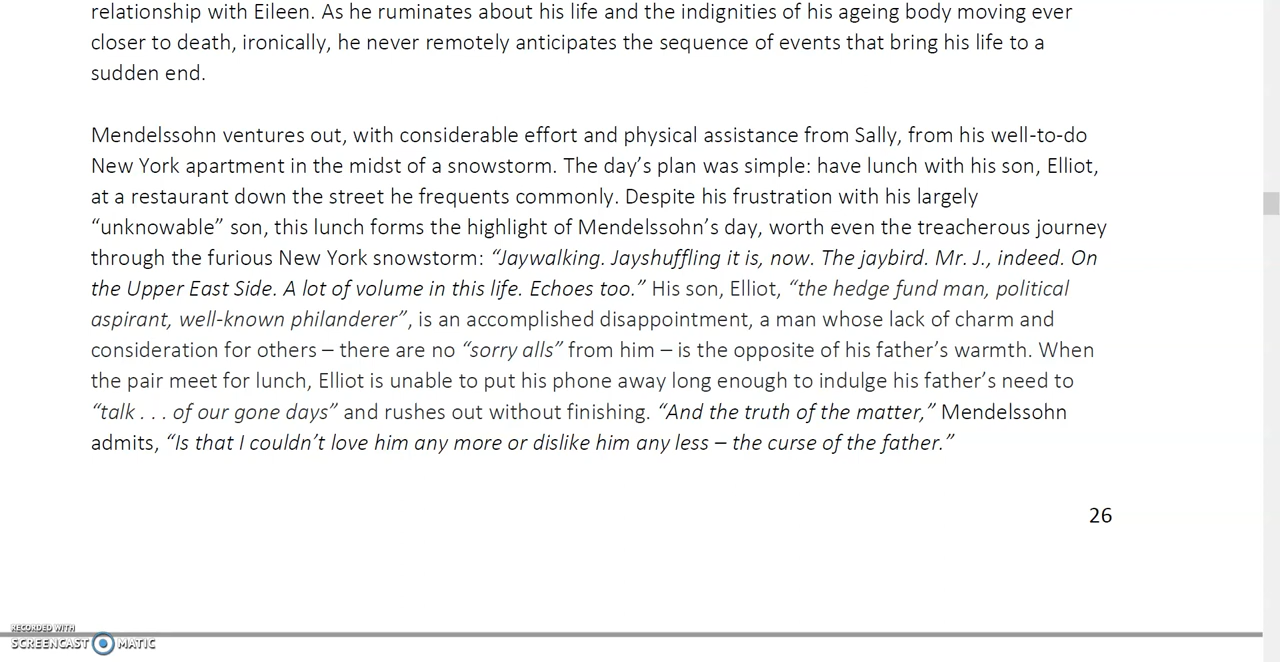 relationship with Eileen. As he ruminates about his life and the indignities of his ageing body moving ever
closer to death, ironically, he never remotely anticipates the sequence of events that bring his life to a
sudden end.
Mendelssohn ventures out, with considerable effort and physical assistance from Sally, from his well-to-do
New York apartment in the midst of a snowstorm. The day’s plan was simple: have lunch with his son, Elliot,
at a restaurant down the street he frequents commonly. Despite his frustration with his largely
“unknowable” son, this lunch forms the highlight of Mendelssohn’s day, worth even the treacherous journey
through the furious New York snowstorm: “Jaywalking. Jayshuffling it is, now. The jaybird. Mr. J., indeed. On
the Upper East Side. A lot of volume in this life. Echoes too.” His son, Elliot, “the hedge fund man, political
aspirant, well-known philanderer”, is an accomplished disappointment, a man whose lack of charm and
consideration for others – there are no “sorry alls” from him – is the opposite of his father’s warmth. When
the pair meet for lunch, Elliot is unable to put his phone away long enough to indulge his father’s need to
“talk . . . of our gone days” and rushes out without finishing. “And the truth of the matter,” Mendelssohn
admits, “Is that I couldn’t love him any more or dislike him any less – the curse of the father.”
26
RECORDED WITH
SCREENCAST MATIC